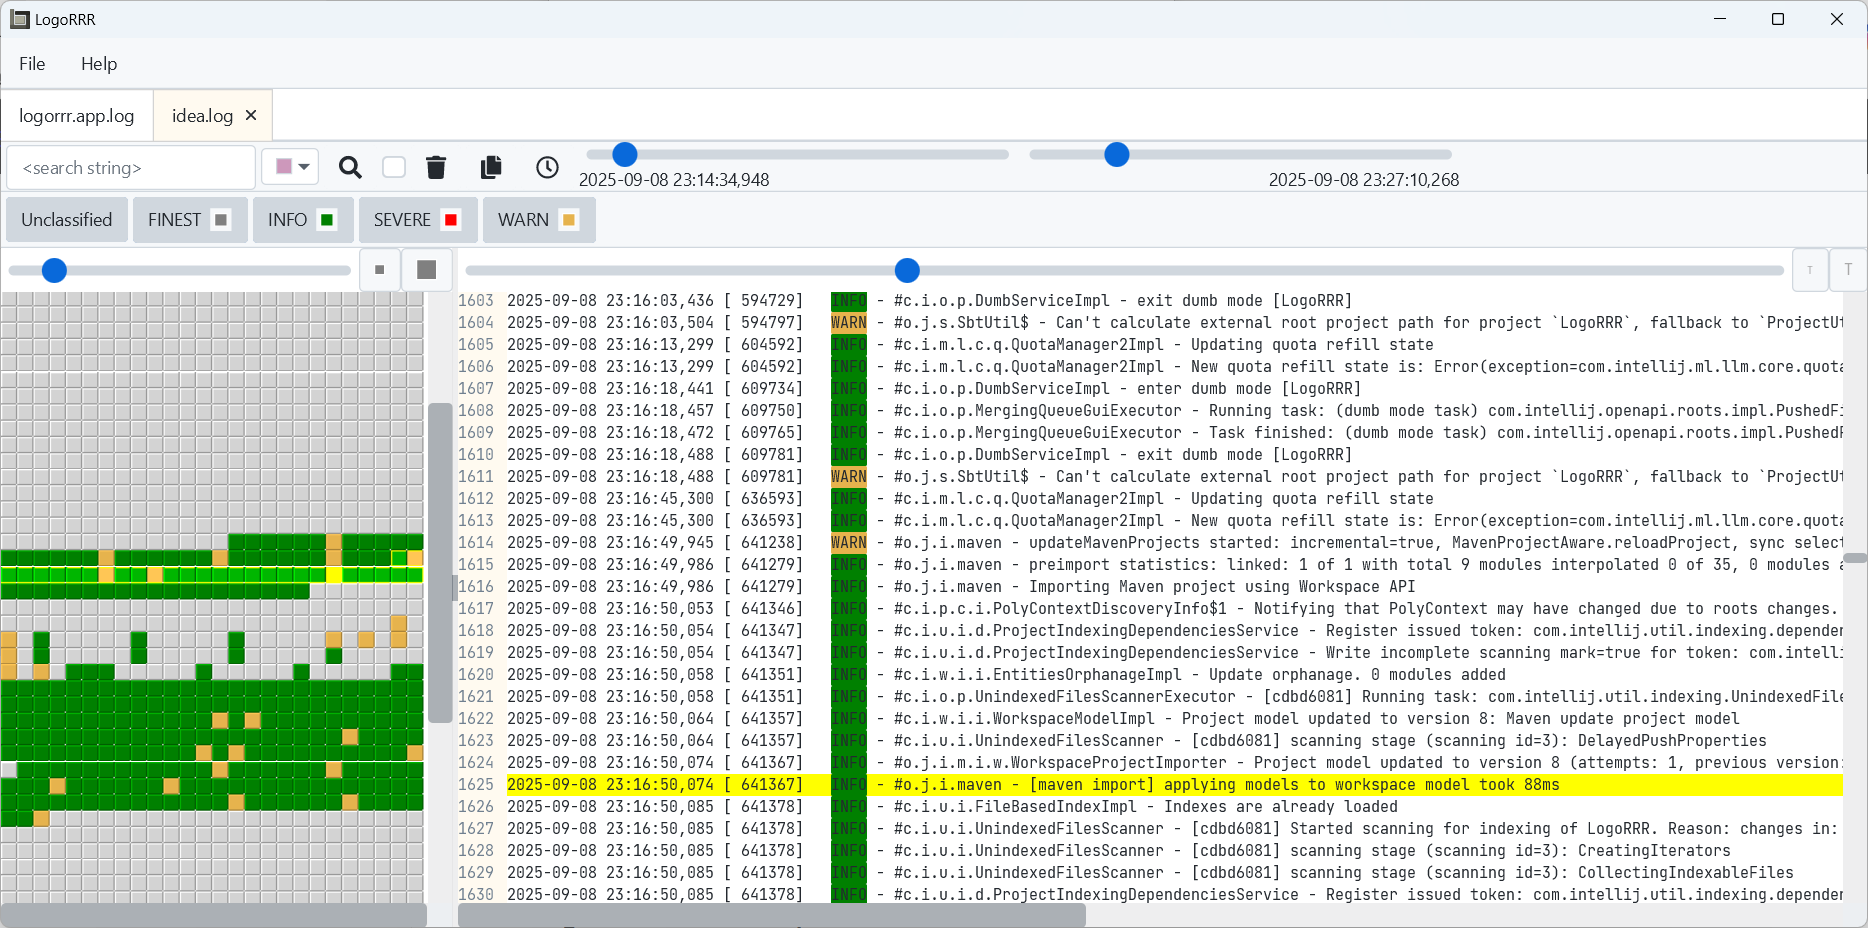 LogoRRR
File Help
logorrr.app.log idea.log
<search string>
2025-09-08 23:14:34,948 2025-09-08 23:27:10,268
Unclassified FINEST INFO SEVERE WARN
T T
1603 2025-09-08 23:16:03,436 [ 594729] INFO - #c.i.o.p.DumbServiceImpl - exit dumb mode [LogoRRR]
1604 2025-09-08 23:16:03,504 [ 594797] WARN - #o.j.s.SbtUtil$ - Can't calculate external root project path for project `LogoRRR`, fallback to `ProjectUt
1605 2025-09-08 23:16:13,299 [ 604592] INFO - #c.i.m.l.c.q.QuotaManager2Impl - Updating quota refill state
1606 2025-09-08 23:16:13,299 [ 604592] INFO - #c.i.m.l.c.q.QuotaManager2Impl - New quota refill state is: Error(exception=com.intellij.ml.llm.core.quota
1607 2025-09-08 23:16:18,441 [ 609734] INFO - #c.i.o.p.DumbServiceImpl - enter dumb mode [LogoRRR]
1608 2025-09-08 23:16:18,457 [ 609750] INFO - #c.i.o.p.MergingQueueGuiExecutor - Running task: (dumb mode task) com.intellij.openapi.roots.impl.PushedFi
1609 2025-09-08 23:16:18,472 [ 609765] INFO - #c.i.o.p.MergingQueueGuiExecutor - Task finished: (dumb mode task) com.intellij.openapi.roots.impl.PushedF
1610 2025-09-08 23:16:18,488 [ 609781] INFO - #c.i.o.p.DumbServiceImpl - exit dumb mode [LogoRRR]
1611 2025-09-08 23:16:18,488 [ 609781] WARN - #o.j.s.SbtUtil$ - Can't calculate external root project path for project `LogoRRR`, fallback to `ProjectUt
1612 2025-09-08 23:16:45,300 [ 636593] INFO - #c.i.m.l.c.q.QuotaManager2Impl - Updating quota refill state
1613 2025-09-08 23:16:45,300 [ 636593] INFO - #c.i.m.l.c.q.QuotaManager2Impl - New quota refill state is: Error(exception=com.intellij.ml.llm.core.quota
1614 2025-09-08 23:16:49,945 [ 641238] WARN - #o.j.i.maven - updateMavenProjects started: incremental=true, MavenProjectAware.reloadProject, sync select
1615 2025-09-08 23:16:49,986 [ 641279] INFO - #o.j.i.maven - preimport statistics: linked: 1 of 1 with total 9 modules interpolated 0 of 35, 0 modules a
1616 2025-09-08 23:16:49,986 [ 641279] INFO - #o.j.i.maven - Importing Maven project using Workspace API
1617 2025-09-08 23:16:50,053 [ 641346] INFO - #c.i.p.c.i.PolyContextDiscoveryInfo$1 - Notifying that PolyContext may have changed due to roots changes.
1618 2025-09-08 23:16:50,054 [ 641347] INFO - #c.i.u.i.d.ProjectIndexingDependenciesService - Register issued token: com.intellij.util.indexing.depender
1619 2025-09-08 23:16:50,054 [ 641347] INFO - #c.i.u.i.d.ProjectIndexingDependenciesService - Write incomplete scanning mark=true for token: com.intelli
1620 2025-09-08 23:16:50,058 [ 641351] INFO - #c.i.w.i.i.EntitiesOrphanageImpl - Update orphanage. 0 modules added
1621 2025-09-08 23:16:50,058 [ 641351] INFO - #c.i.o.p.UnindexedFilesScannerExecutor - [cdbd6081] Running task: com.intellij.util.indexing.UnindexedFile
1622 2025-09-08 23:16:50,064 [ 641357] INFO - #c.i.w.i.i.WorkspaceModelImpl - Project model updated to version 8: Maven update project model
1623 2025-09-08 23:16:50,064 [ 641357] INFO - #c.i.u.i.UnindexedFilesScanner - [cdbd6081] scanning stage (scanning id=3): DelayedPushProperties
1624 2025-09-08 23:16:50,074 [ 641367] INFO - #o.j.i.m.i.w.WorkspaceProjectImporter - Project model updated to version 8 (attempts: 1, previous version:
1625 2025-09-08 23:16:50,074 [ 641367] INFO - #o.j.i.maven - [maven import] applying models to workspace model took 88ms
1626 2025-09-08 23:16:50,085 [ 641378] INFO - #c.i.u.i.FileBasedIndexImpl - Indexes are already loaded
1627 2025-09-08 23:16:50,085 [ 641378] INFO - #c.i.u.i.UnindexedFilesScanner - [cdbd6081] Started scanning for indexing of LogoRRR. Reason: changes in:
1628 2025-09-08 23:16:50,085 [ 641378] INFO - #c.i.u.i.UnindexedFilesScanner - [cdbd6081] scanning stage (scanning id=3): CreatingIterators
1629 2025-09-08 23:16:50,085 [ 641378] INFO - #c.i.u.i.UnindexedFilesScanner - [cdbd6081] scanning stage (scanning id=3): CollectingIndexableFiles
1630 2025-09-08 23:16:50,085 [ 641378] INFO - #c.i.u.i.d.ProjectIndexingDependenciesService - Register issued token: com.intellij.util.indexing.depender